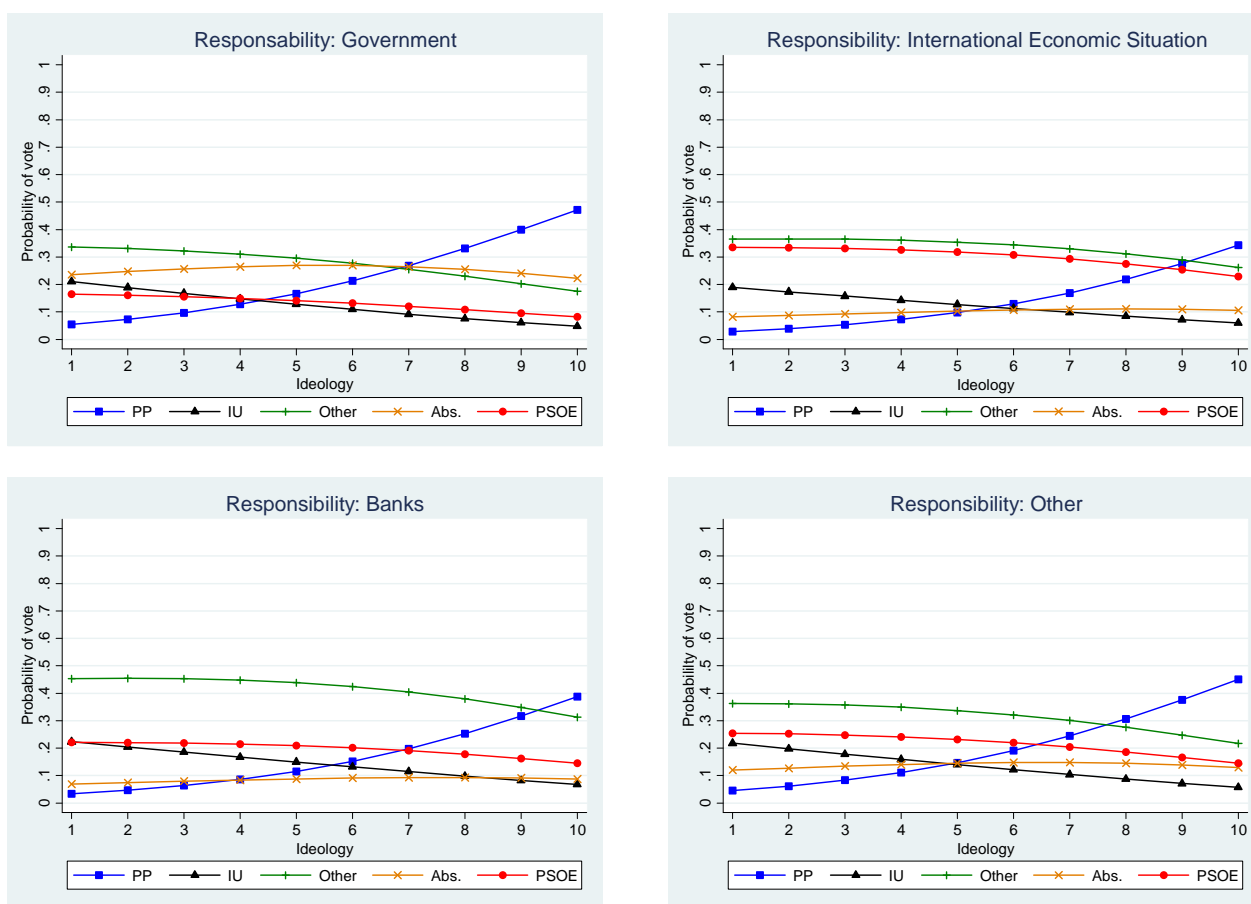 Responsability: Government
Probability of vote
0 .1 .2 .3 .4 .5 .6 .7 .8 .9 1
1 2 3 4 5 6 7 8 9 10
Ideology
PP IU Other Abs. PSOE
Responsibility: International Economic Situation
Probabily of vote
0 .1 .2 .3 .4 .5 .6 .7 .8 .9 1
1 2 3 4 5 6 7 8 9 10
Ideology
PP IU Other Abs. PSOE
Responsibility: Banks
Probability of vote
0 .1 .2 .3 .4 .5 .6 .7 .8 .9 1
1 2 3 4 5 6 7 8 9 10
Ideology
PP IU Other Abs. PSOE
Responsibility: Other
Probabiliity of vote
0 .1 .2 .3 .4 .5 .6 .7 .8 .9 1
1 2 3 4 5 6 7 8 9 10
Ideology
PP IU Other Abs. PSOE